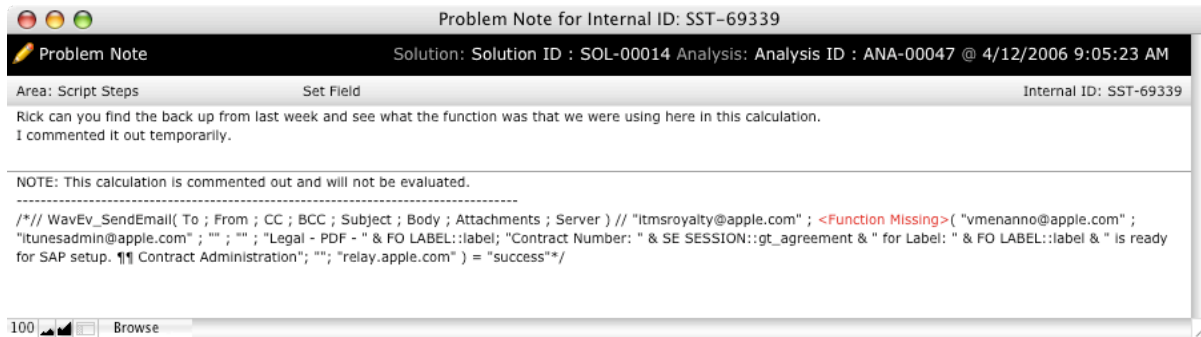 Problem Note for Internal ID: SST-69339
Problem Note Solution: Solution ID : SOL-00014 Analysis: Analysis ID : ANA-00047 @ 4/12/2006 9:05:23 AM
Area: Script Steps Set Field Internal ID: SST-69339
Rick can you find the back up from last week and see what the function was that we were using here in this calculation.
I commented it out temporarily.
NOTE: This calculation is commented out and will not be evaluated.
------------------------------------------------------------------------------------
/*// WavEv_SendEmail( To ; From ; CC ; BCC ; Subject ; Body ; Attachments ; Server ) // "itmsroyalty@apple.com" ; <Function Missing>( "vmenanno@apple.com" ;
"itunesadmin@apple.com" ; "" ; "" ; "Legal - PDF - " & FO LABEL::label; "Contract Number: " & SE SESSION::gt_agreement & " for Label: " & FO LABEL::label & " is ready
for SAP setup. ¶¶ Contract Administration"; ""; "relay.apple.com" ) = "success"*/
100 Browse